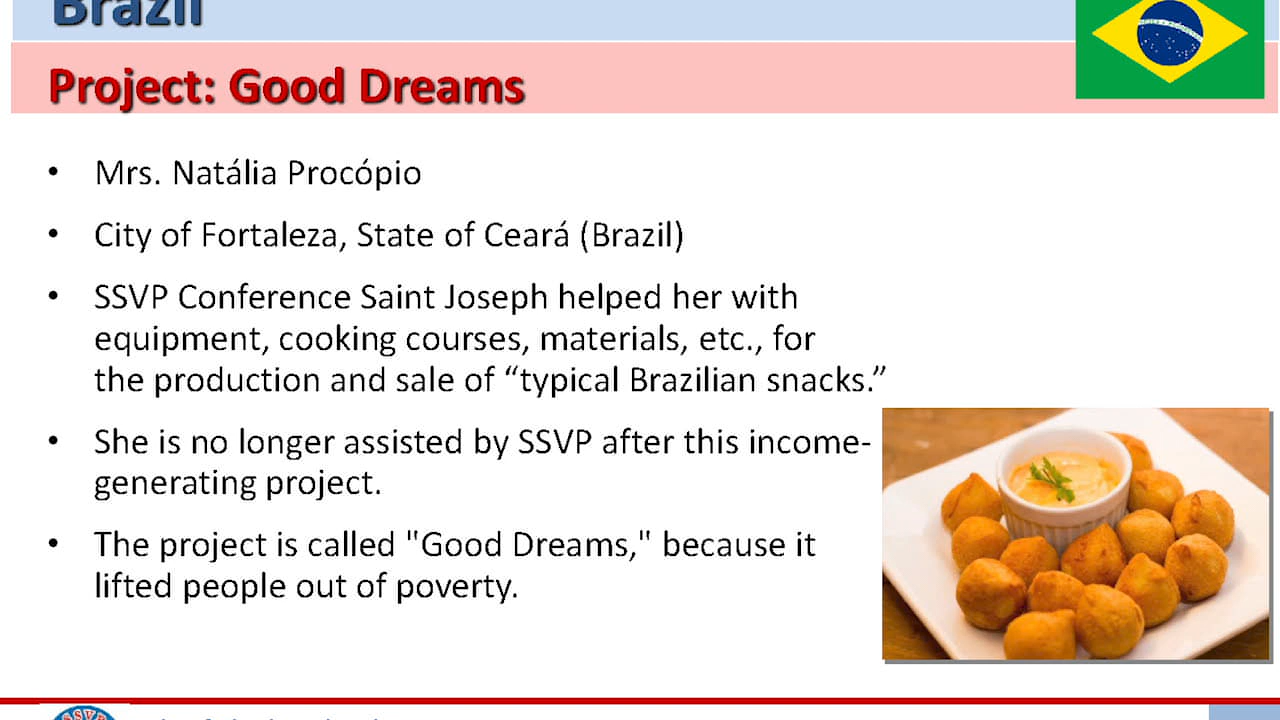 Brazil
Project: Good Dreams
• Mrs. Natália Procópio
• City of Fortaleza, State of Ceará (Brazil)
• SSVP Conference Saint Joseph helped her with
equipment, cooking courses, materials, etc., for
the production and sale of “typical Brazilian snacks.”
• She is no longer assisted by SSVP after this income-
generating project.
• The project is called "Good Dreams," because it
lifted people out of poverty.
SSVP